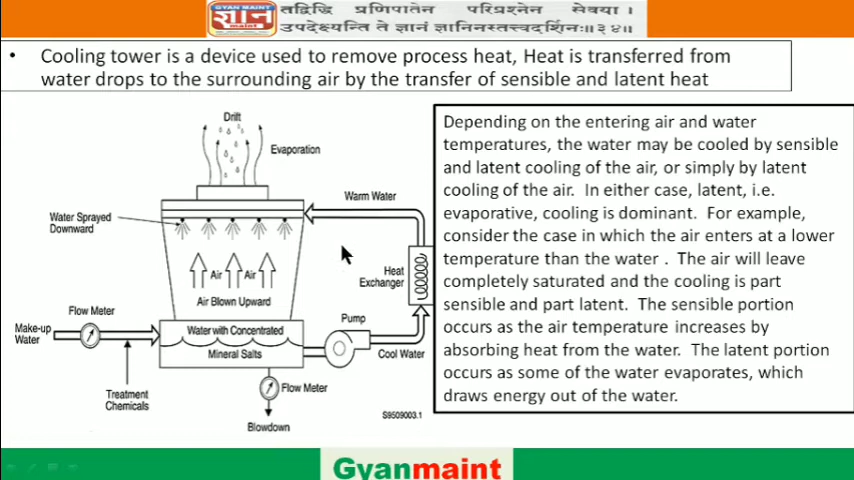 GYAN MAINT
ज्ञान
maint
तद्विद्धि प्रणिपातेन परिप्रश्नेन सेवया ।
उपदेक्ष्यन्ति ते ज्ञानं ज्ञानिनस्तत्त्वदर्शिनः॥३४॥
• Cooling tower is a device used to remove process heat, Heat is transferred from
water drops to the surrounding air by the transfer of sensible and latent heat
Drift
Evaporation
Warm Water
Water Sprayed
Downward
Air
Air
Heat
Exchanger
Air Blown Upward
Flow Meter
Pump
Make-up
Water
Water with Concentrated
Mineral Salts
Cool Water
Treatment
Chemicals
Flow Meter
S9509003.1
Blowdown
Depending on the entering air and water
temperatures, the water may be cooled by sensible
and latent cooling of the air, or simply by latent
cooling of the air. In either case, latent, i.e.
evaporative, cooling is dominant. For example,
consider the case in which the air enters at a lower
temperature than the water . The air will leave
completely saturated and the cooling is part
sensible and part latent. The sensible portion
occurs as the air temperature increases by
absorbing heat from the water. The latent portion
occurs as some of the water evaporates, which
draws energy out of the water.
Gyanmaint